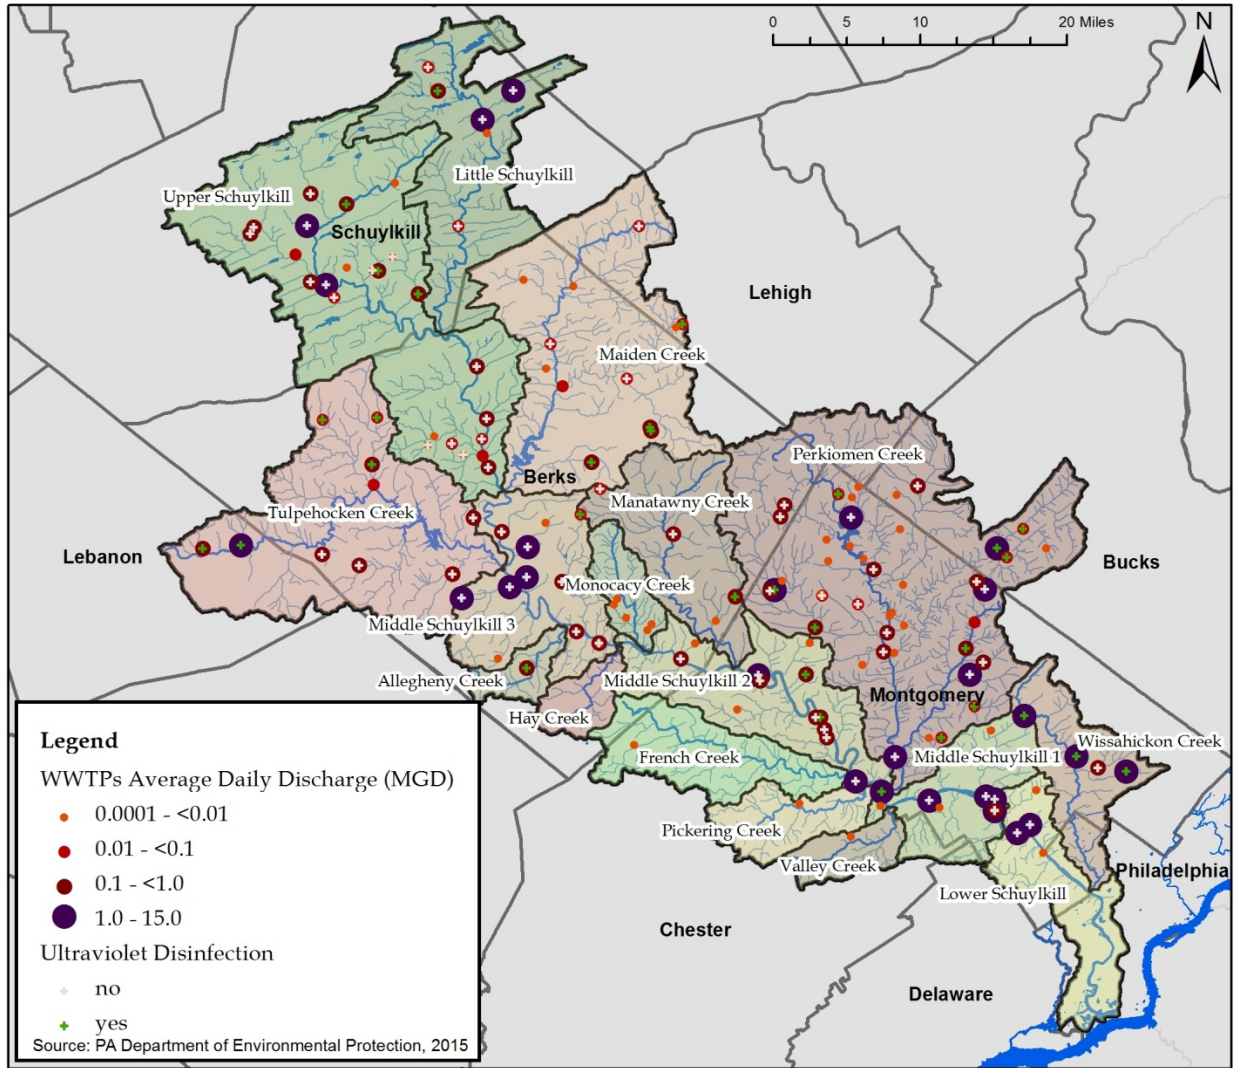 0 5 10 20 Miles
N
Little Schuylkill
Upper Schuylkill
Schuylkill
Lehigh
Maiden Creek
Perkiomen Creek
Berks
Manatawny Creek
Tulpehocken Creek
Lebanon
Bucks
Monocacy Creek
Middle Schuylkill 3
Allegheny Creek
Middle Schuylkill 2
Montgomery
Hay Creek
French Creek
Middle Schuylkill 1
Wissahickon Creek
Pickering Creek
Valley Creek
Philadelphia
Lower Schuylkill
Chester
Delaware
Legend
WWTPs Average Daily Discharge (MGD)
0.0001 - <0.01
0.01 - <0.1
0.1 - <1.0
1.0 - 15.0
Ultraviolet Disinfection
no
yes
Source: PA Department of Environmental Protection, 2015